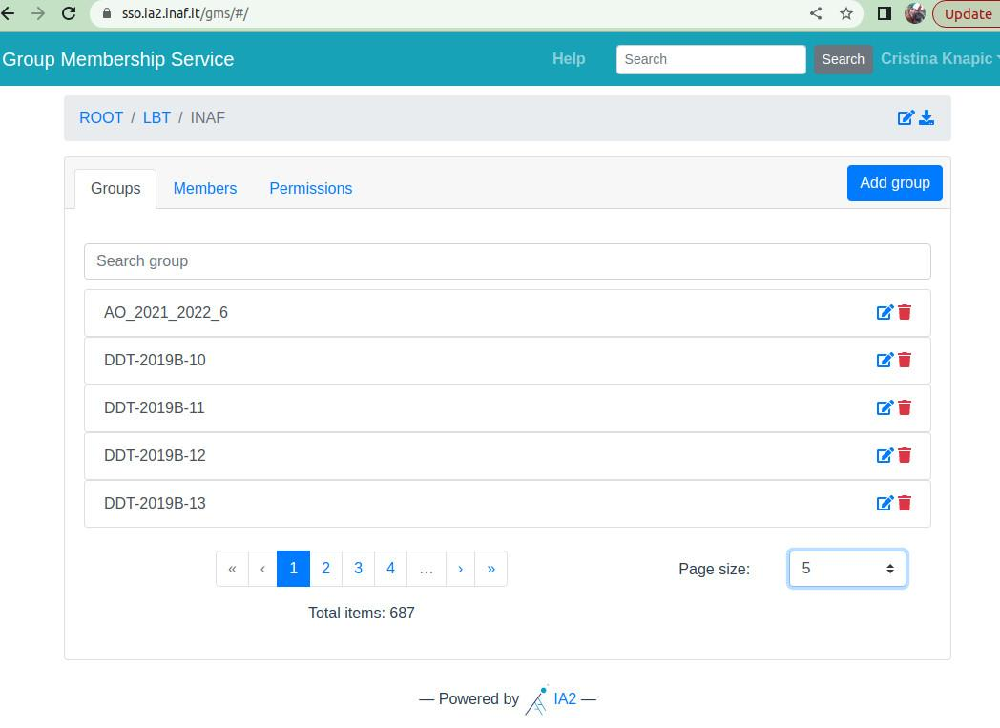 sso.ia2.inaf.it/gms/#/ Update
Group Membership Service Help Search Search Cristina Knapic
ROOT / LBT / INAF
Groups Members Permissions Add group
Search group
AO_2021_2022_6
DDT-2019B-10
DDT-2019B-11
DDT-2019B-12
DDT-2019B-13
« ‹ 1 2 3 4 … › » Page size: 5
Total items: 687
— Powered by IA2 —